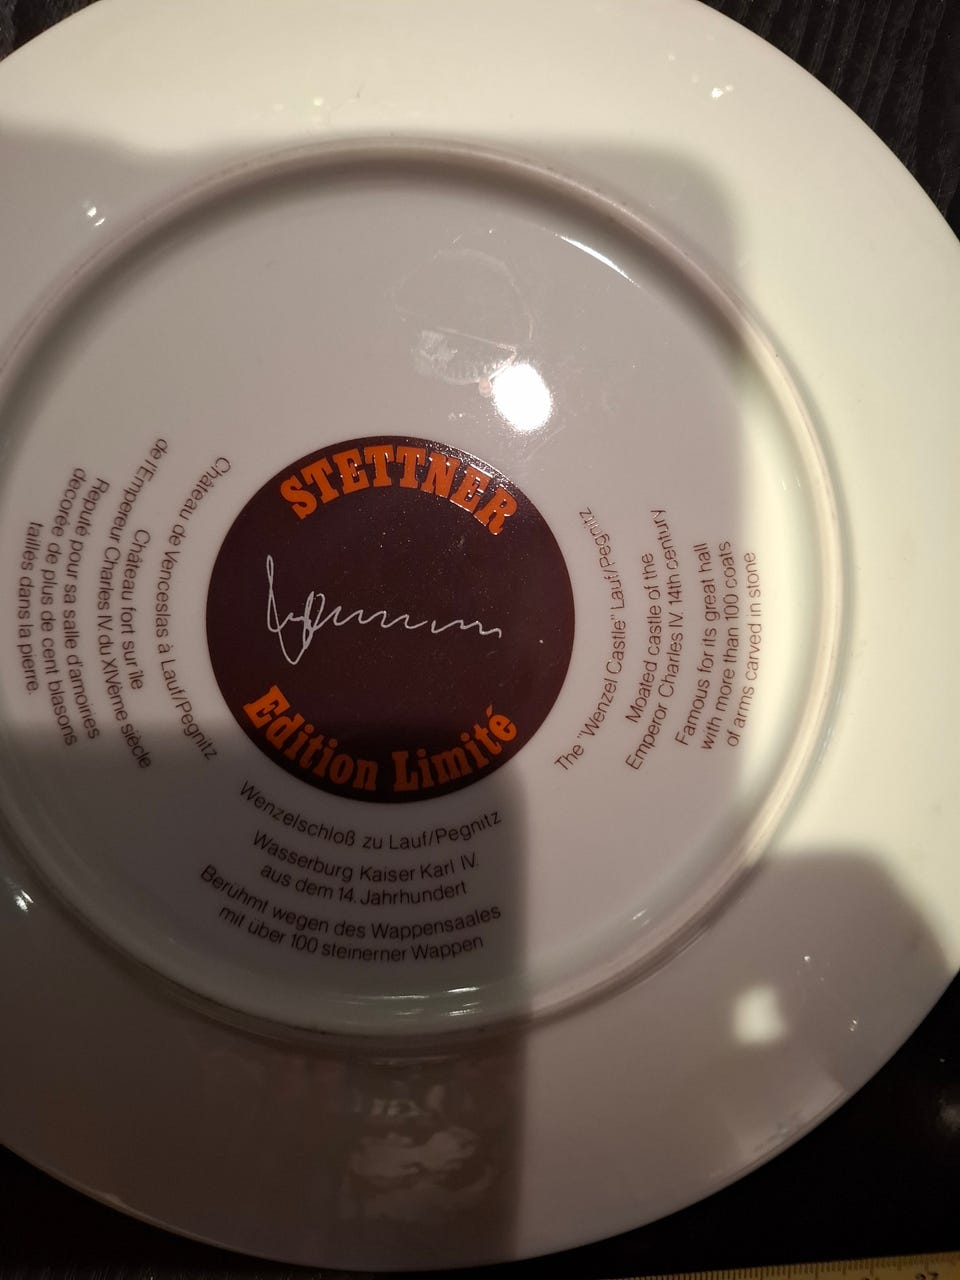 STETTNER
Edition Limité
Château de Venceslas à Lauf/Pegnitz
Château fort sur île
de l'Empereur Charles IV du XIVème siècle
Réputé pour sa salle d'amoiries
décorée de plus de cent blasons
taillés dans la pierre.
Wenzelschloß zu Lauf/Pegnitz
Wasserburg Kaiser Karl IV.
aus dem 14. Jahrhundert
Berühmt wegen des Wappensaales
mit über 100 steinerner Wappen
The "Wenzel Castle" Lauf/Pegnitz
Moated castle of the
Emperor Charles IV. 14th century
Famous for its great hall
with more than 100 coats
of arms carved in stone